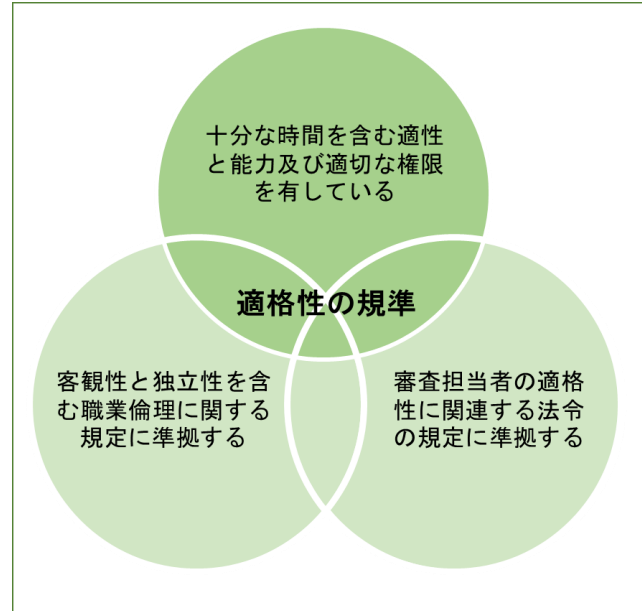 十分な時間を含む適性
と能力及び適切な権限
を有している
適格性の規準
客観性と独立性を含
む職業倫理に関する
規定に準拠する
審査担当者の適格
性に関連する法令
の規定に準拠する